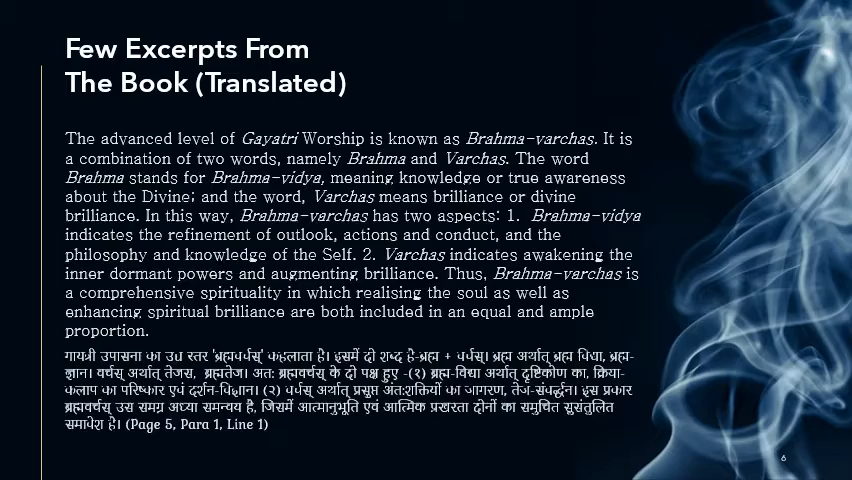 Few Excerpts From
The Book (Translated)
The advanced level of Gayatri Worship is known as Brahma-varchas. It is
a combination of two words, namely Brahma and Varchas. The word
Brahma stands for Brahma-vidya, meaning knowledge or true awareness
about the Divine; and the word, Varchas means brilliance or divine
brilliance. In this way, Brahma-varchas has two aspects: 1. Brahma-vidya
indicates the refinement of outlook, actions and conduct, and the
philosophy and knowledge of the Self. 2. Varchas indicates awakening the
inner dormant powers and augmenting brilliance. Thus, Brahma-varchas is
a comprehensive spirituality in which realising the soul as well as
enhancing spiritual brilliance are both included in an equal and ample
proportion.
गायत्री उपासना का उच्च स्तर 'ब्रह्मवर्चस्' कहलाता है। इसमें दो शब्द है-ब्रह्म + वर्चस्। ब्रह्म अर्थात् ब्रह्म विद्या, ब्रह्म-
ज्ञान। वर्चस् अर्थात् तेजस, ब्रह्मतेज। अत: ब्रह्मवर्चस् के दो पक्ष हुए -(१) ब्रह्म-विद्या अर्थात् दृष्टिकोण का, क्रिया-
कलाप का परिष्कार एवं दर्शन-विज्ञान। (२) वर्चस् अर्थात् प्रसुप्त अंत:शक्तियों का जागरण, तेज-संवर्द्धन। इस प्रकार
ब्रह्मवर्चस् उस समग्र अध्या समन्वय है, जिसमें आत्मानुभूति एवं आत्मिक प्रखरता दोनों का समुचित सुसंतुलित
समावेश है। (Page 5, Para 1, Line 1)
6